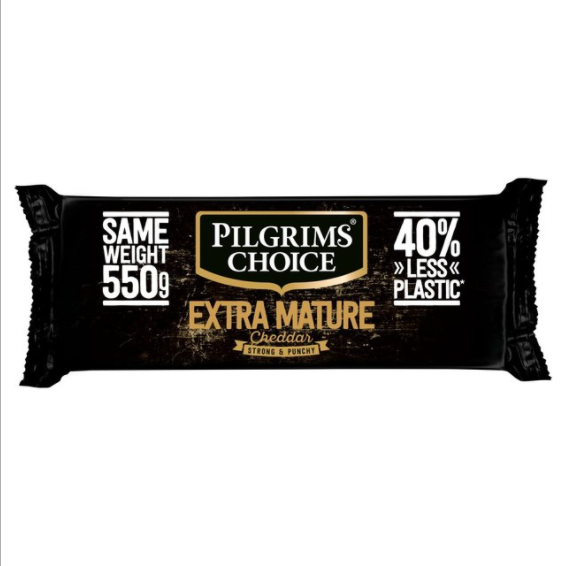 SAME
WEIGHT
550g
PILGRIMS®
CHOICE
EXTRA MATURE
Cheddar
STRONG & PUNCHY
40%
»LESS«
PLASTIC*